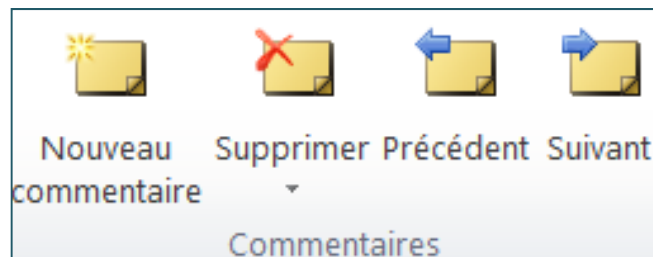 Nouveau commentaire
Supprimer
Précédent
Suivant
Commentaires